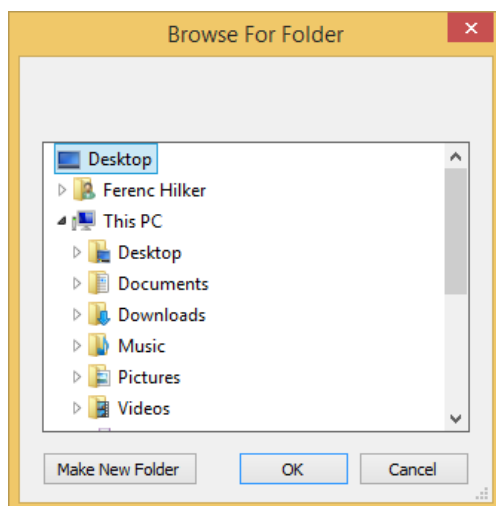 Browse For Folder
Desktop
Ferenc Hilker
This PC
Desktop
Documents
Downloads
Music
Pictures
Videos
Make New Folder OK Cancel